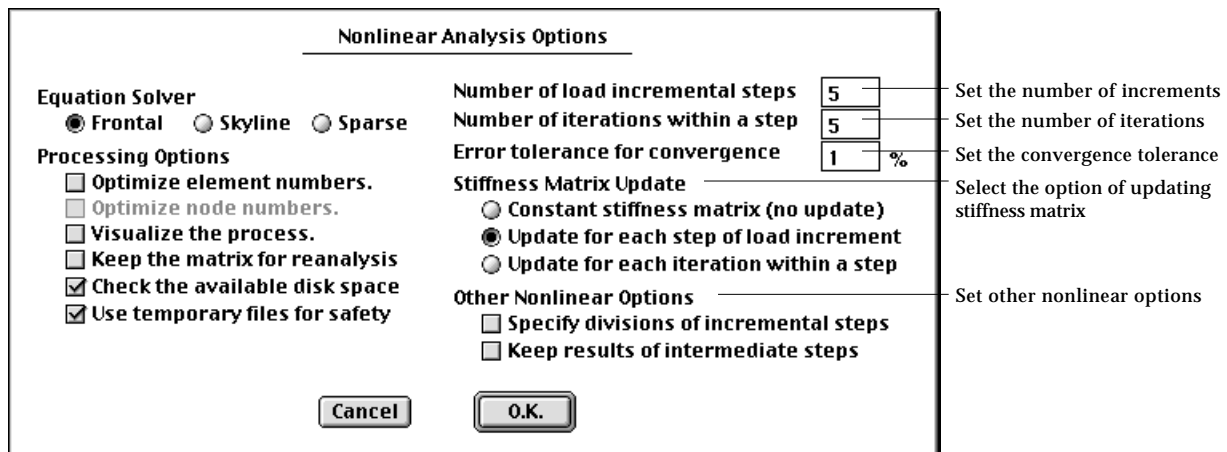 Nonlinear Analysis Options
Equation Solver
Frontal Skyline Sparse
Processing Options
Optimize element numbers.
Optimize node numbers.
Visualize the process.
Keep the matrix for reanalysis
Check the available disk space
Use temporary files for safety
Number of load incremental steps 5
Number of iterations within a step 5
Error tolerance for convergence 1 %
Stiffness Matrix Update
Constant stiffness matrix (no update)
Update for each step of load increment
Update for each iteration within a step
Other Nonlinear Options
Specify divisions of incremental steps
Keep results of intermediate steps
Cancel O.K.
Set the number of increments
Set the number of iterations
Set the convergence tolerance
Select the option of updating
stiffness matrix
Set other nonlinear options